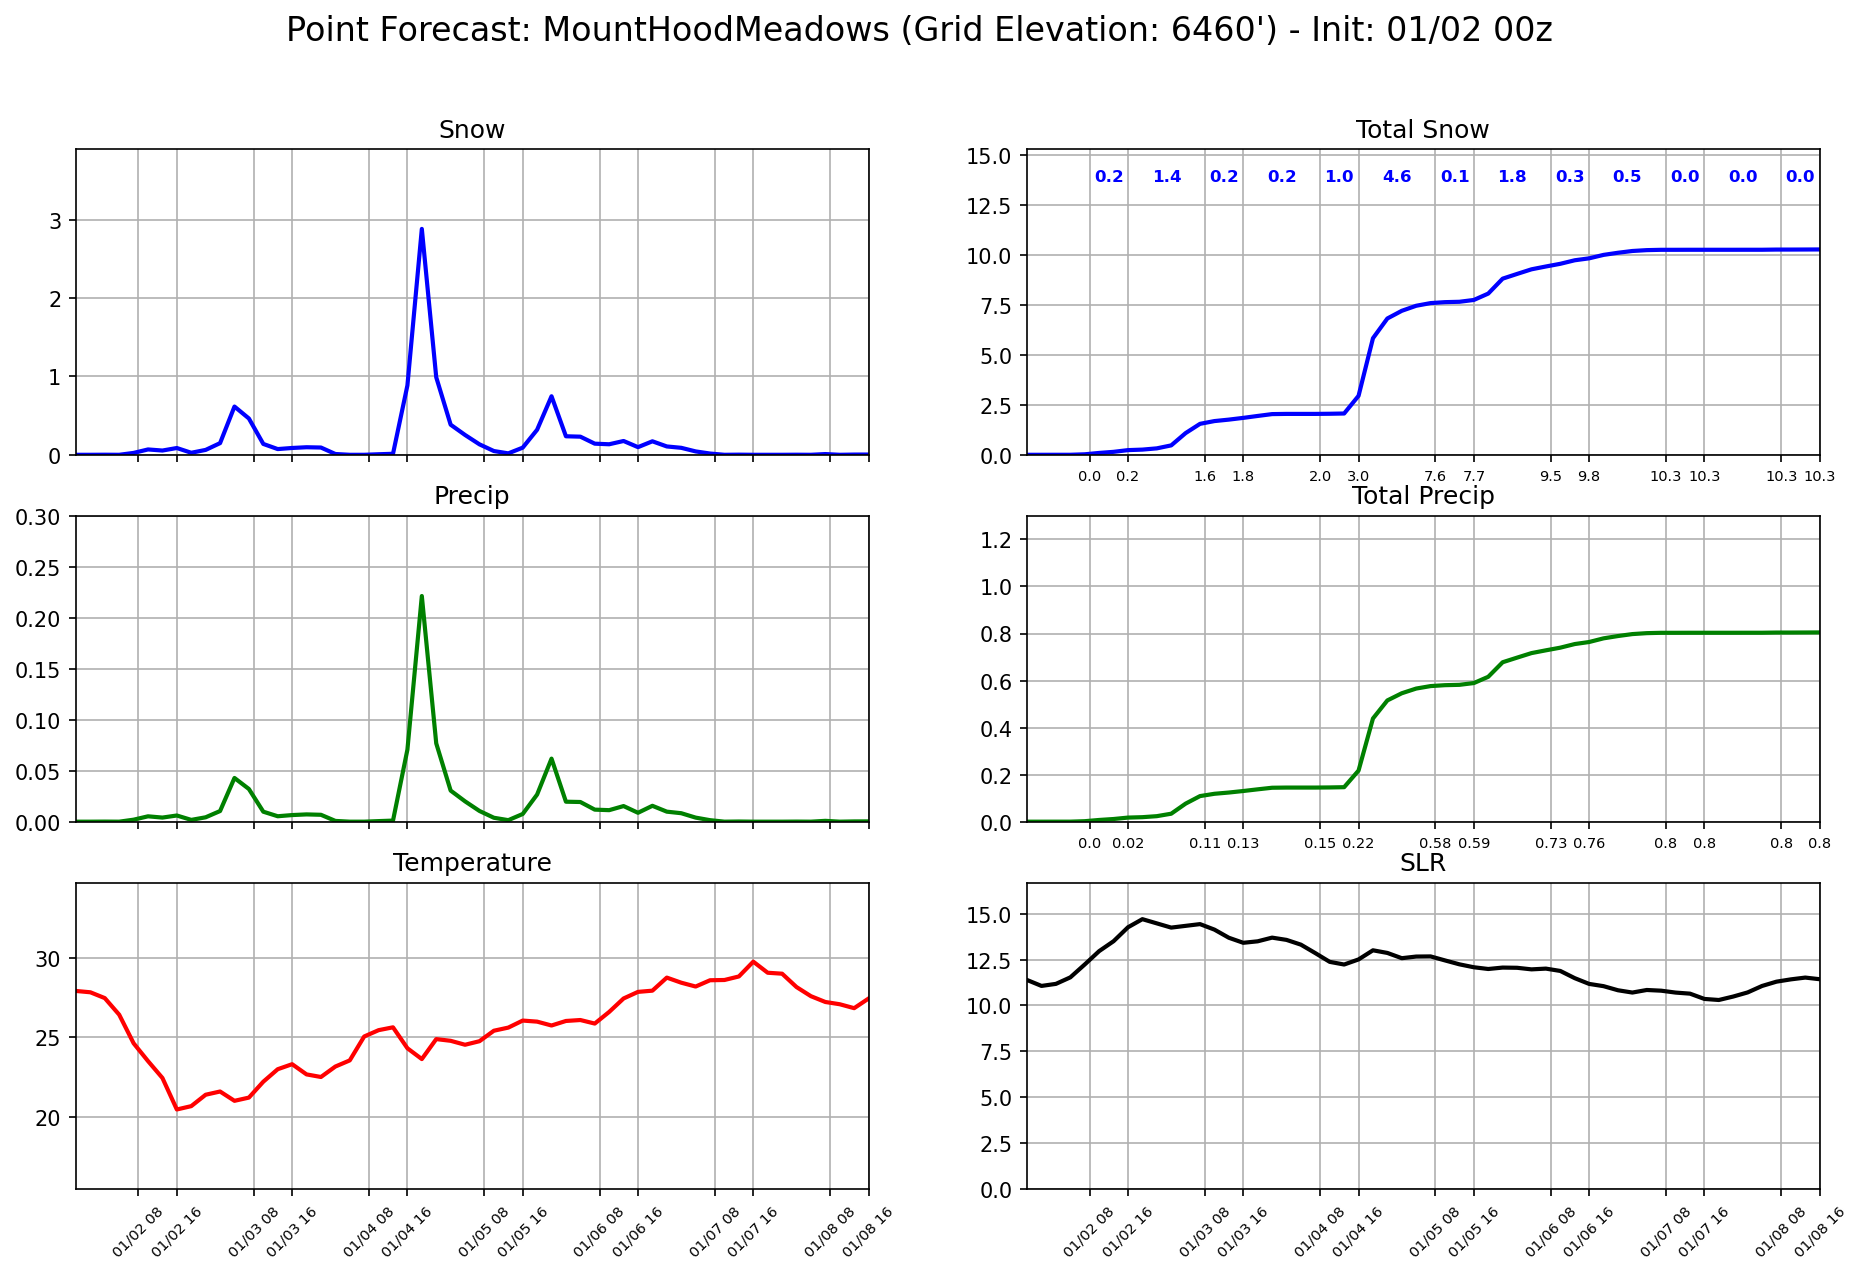 Point Forecast: MountHoodMeadows (Grid Elevation: 6460') - Init: 01/02 00z
Snow
3
2
1
0
Total Snow
15.0
12.5
10.0
7.5
5.0
2.5
0.0
0.2 1.4 0.2 0.2 1.0 4.6 0.1 1.8 0.3 0.5 0.0 0.0 0.0
0.0 0.2 1.6 1.8 2.0 3.0 7.6 7.7 9.5 9.8 10.3 10.3 10.3 10.3
Precip
0.30
0.25
0.20
0.15
0.10
0.05
0.00
Total Precip
1.2
1.0
0.8
0.6
0.4
0.2
0.0
0.0 0.02 0.11 0.13 0.15 0.22 0.58 0.59 0.73 0.76 0.8 0.8 0.8 0.8
Temperature
30
25
20
01/02 08 01/02 16 01/03 08 01/03 16 01/04 08 01/04 16 01/05 08 01/05 16 01/06 08 01/06 16 01/07 08 01/07 16 01/08 08 01/08 16
SLR
15.0
12.5
10.0
7.5
5.0
2.5
0.0
01/02 08 01/02 16 01/03 08 01/03 16 01/04 08 01/04 16 01/05 08 01/05 16 01/06 08 01/06 16 01/07 08 01/07 16 01/08 08 01/08 16